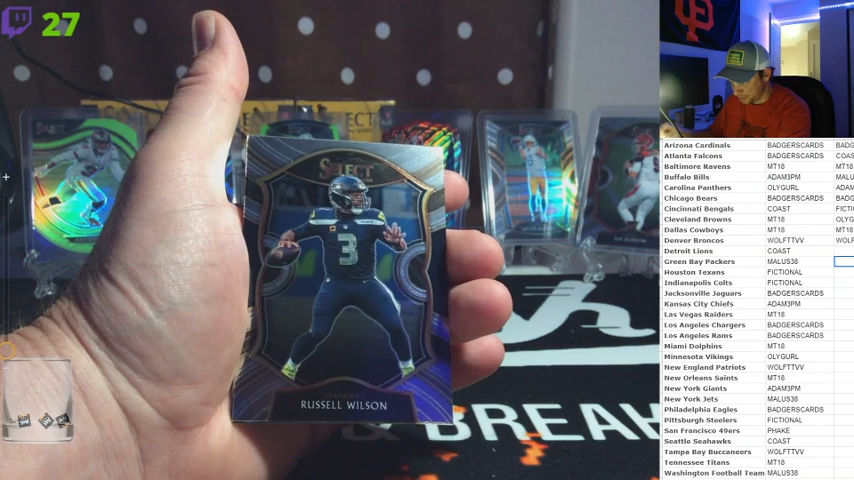 27
SELECT
3
RUSSELL WILSON
& BREAK
Arizona Cardinals BADGERSCARDS BADG
Atlanta Falcons BADGERSCARDS COAS
Baltimore Ravens MT18 MT18
Buffalo Bills ADAM3PM MALU
Carolina Panthers OLYGURL ADAM
Chicago Bears BADGERSCARDS BADG
Cincinnati Bengals COAST FICTI
Cleveland Browns MT18 OLYG
Dallas Cowboys MT18 MT18
Denver Broncos WOLFTTVV WOLF
Detroit Lions COAST
Green Bay Packers MALUS38
Houston Texans FICTIONAL
Indianapolis Colts FICTIONAL
Jacksonville Jaguars BADGERSCARDS
Kansas City Chiefs ADAM3PM
Las Vegas Raiders MT18
Los Angeles Chargers BADGERSCARDS
Los Angeles Rams BADGERSCARDS
Miami Dolphins MT18
Minnesota Vikings OLYGURL
New England Patriots WOLFTTVV
New Orleans Saints MT18
New York Giants ADAM3PM
New York Jets MALUS38
Philadelphia Eagles BADGERSCARDS
Pittsburgh Steelers FICTIONAL
San Francisco 49ers PHAKE
Seattle Seahawks COAST
Tampa Bay Buccaneers WOLFTTVV
Tennessee Titans MT18
Washington Football Team MALUS38